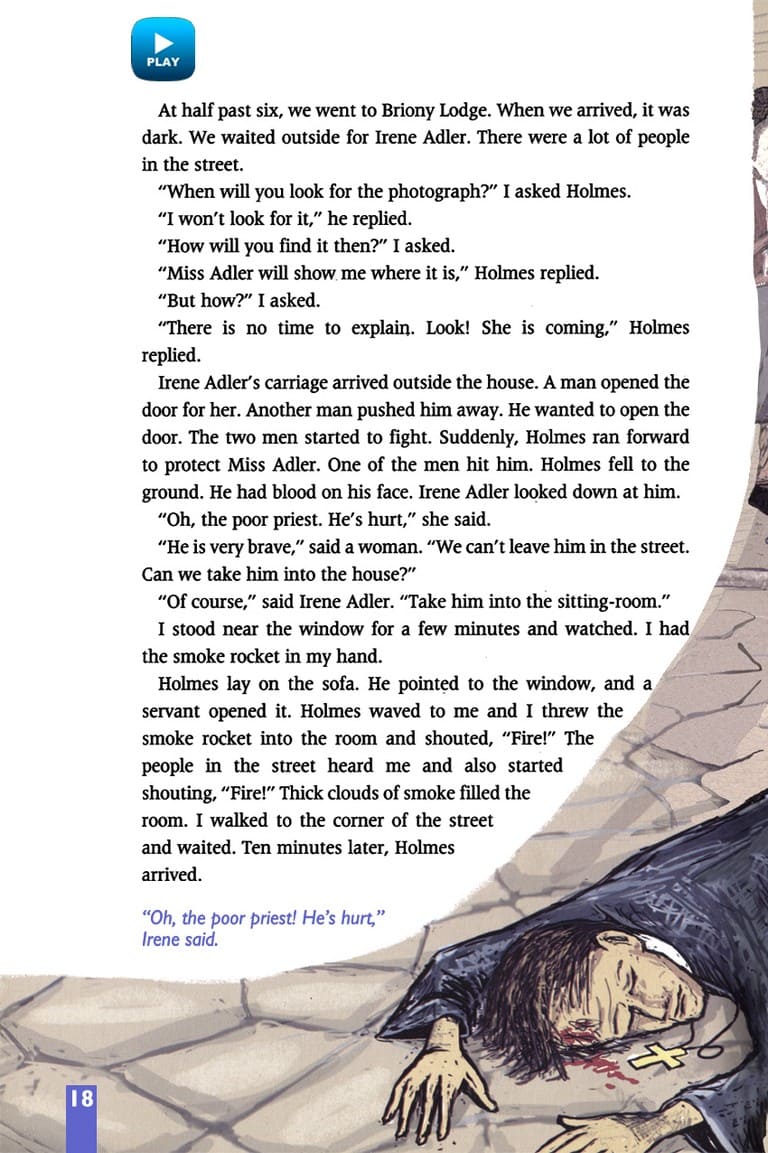 PLAY
At half past six, we went to Briony Lodge. When we arrived, it was
dark. We waited outside for Irene Adler. There were a lot of people
in the street.
“When will you look for the photograph?” I asked Holmes.
“I won’t look for it,” he replied.
“How will you find it then?” I asked.
“Miss Adler will show me where it is,” Holmes replied.
“But how?” I asked.
“There is no time to explain. Look! She is coming,” Holmes
replied.
Irene Adler’s carriage arrived outside the house. A man opened the
door for her. Another man pushed him away. He wanted to open the
door. The two men started to fight. Suddenly, Holmes ran forward
to protect Miss Adler. One of the men hit him. Holmes fell to the
ground. He had blood on his face. Irene Adler looked down at him.
“Oh, the poor priest. He’s hurt,” she said.
“He is very brave,” said a woman. “We can’t leave him in the street.
Can we take him into the house?”
“Of course,” said Irene Adler. “Take him into the sitting-room.”
I stood near the window for a few minutes and watched. I had
the smoke rocket in my hand.
Holmes lay on the sofa. He pointed to the window, and a
servant opened it. Holmes waved to me and I threw the
smoke rocket into the room and shouted, “Fire!” The
people in the street heard me and also started
shouting, “Fire!” Thick clouds of smoke filled the
room. I walked to the corner of the street
and waited. Ten minutes later, Holmes
arrived.
“Oh, the poor priest! He’s hurt,”
Irene said.
18